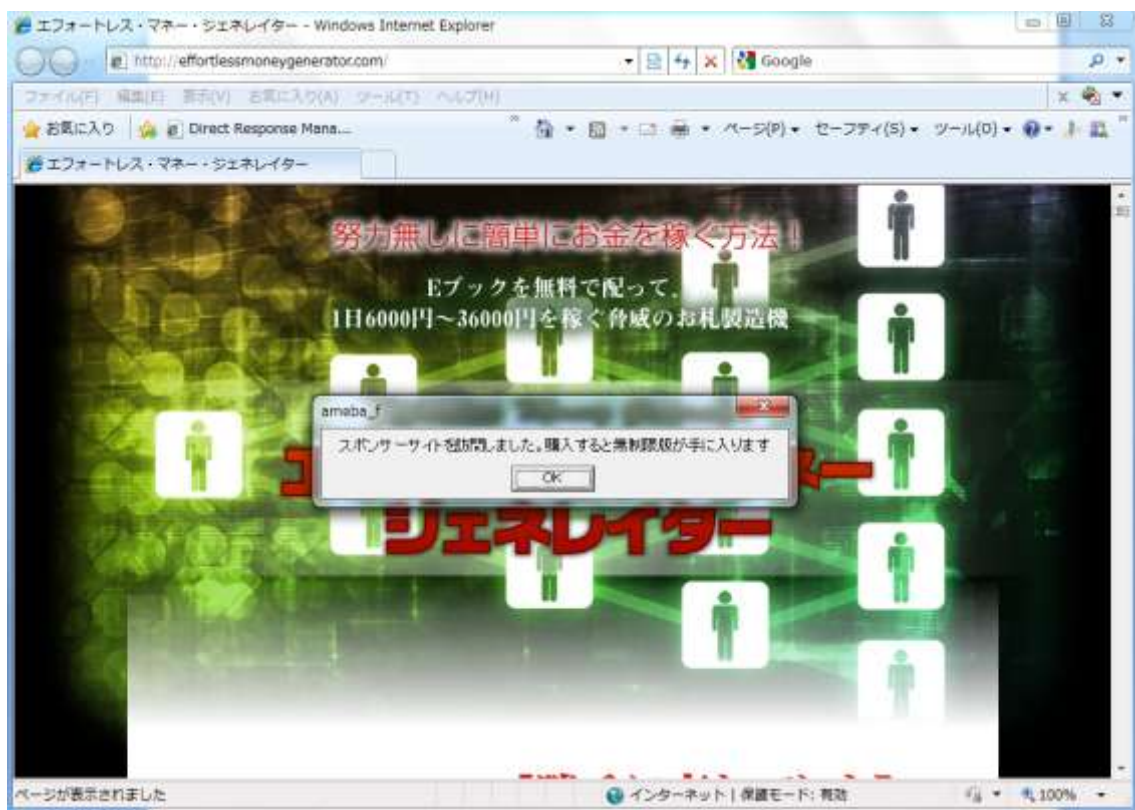 エフォートレス・マネー・ジェネレイター - Windows Internet Explorer
http://effortlessmoneygenerator.com/
Google
ファイル(F) 編集(E) 表示(V) お気に入り(A) ツール(T) ヘルプ(H)
お気に入り Direct Response Mana...
ページ(P) セーフティ(S) ツール(O)
エフォートレス・マネー・ジェネレイター
努力無しに簡単にお金を稼ぐ方法！
Eブックを無料で配って、
1日6000円～36000円を稼ぐ脅威のお札製造機
ameba_f
スポンサーサイトを訪問しました。購入すると無制限版が手に入ります
OK
ジェネレイター
ページが表示されました
インターネット | 保護モード: 有効
100%